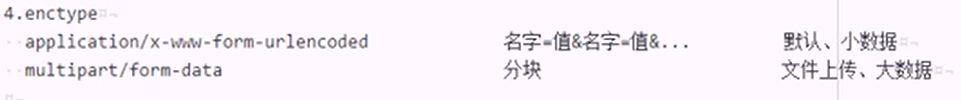 4.enctype
application/x-www-form-urlencoded 名字=值&名字=值&... 默认、小数据
multipart/form-data 分块 文件上传、大数据